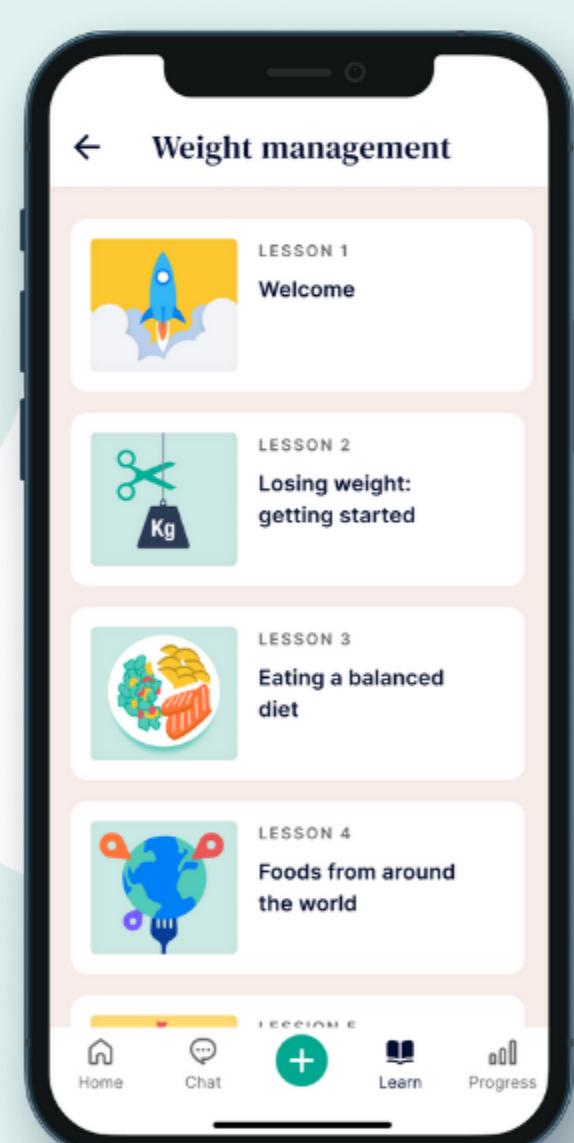 Weight management
LESSON 1
Welcome
LESSON 2
Losing weight:
getting started
Kg
LESSON 3
Eating a balanced
diet
LESSON 4
Foods from around
the world
Home
Chat
Learn
Progress